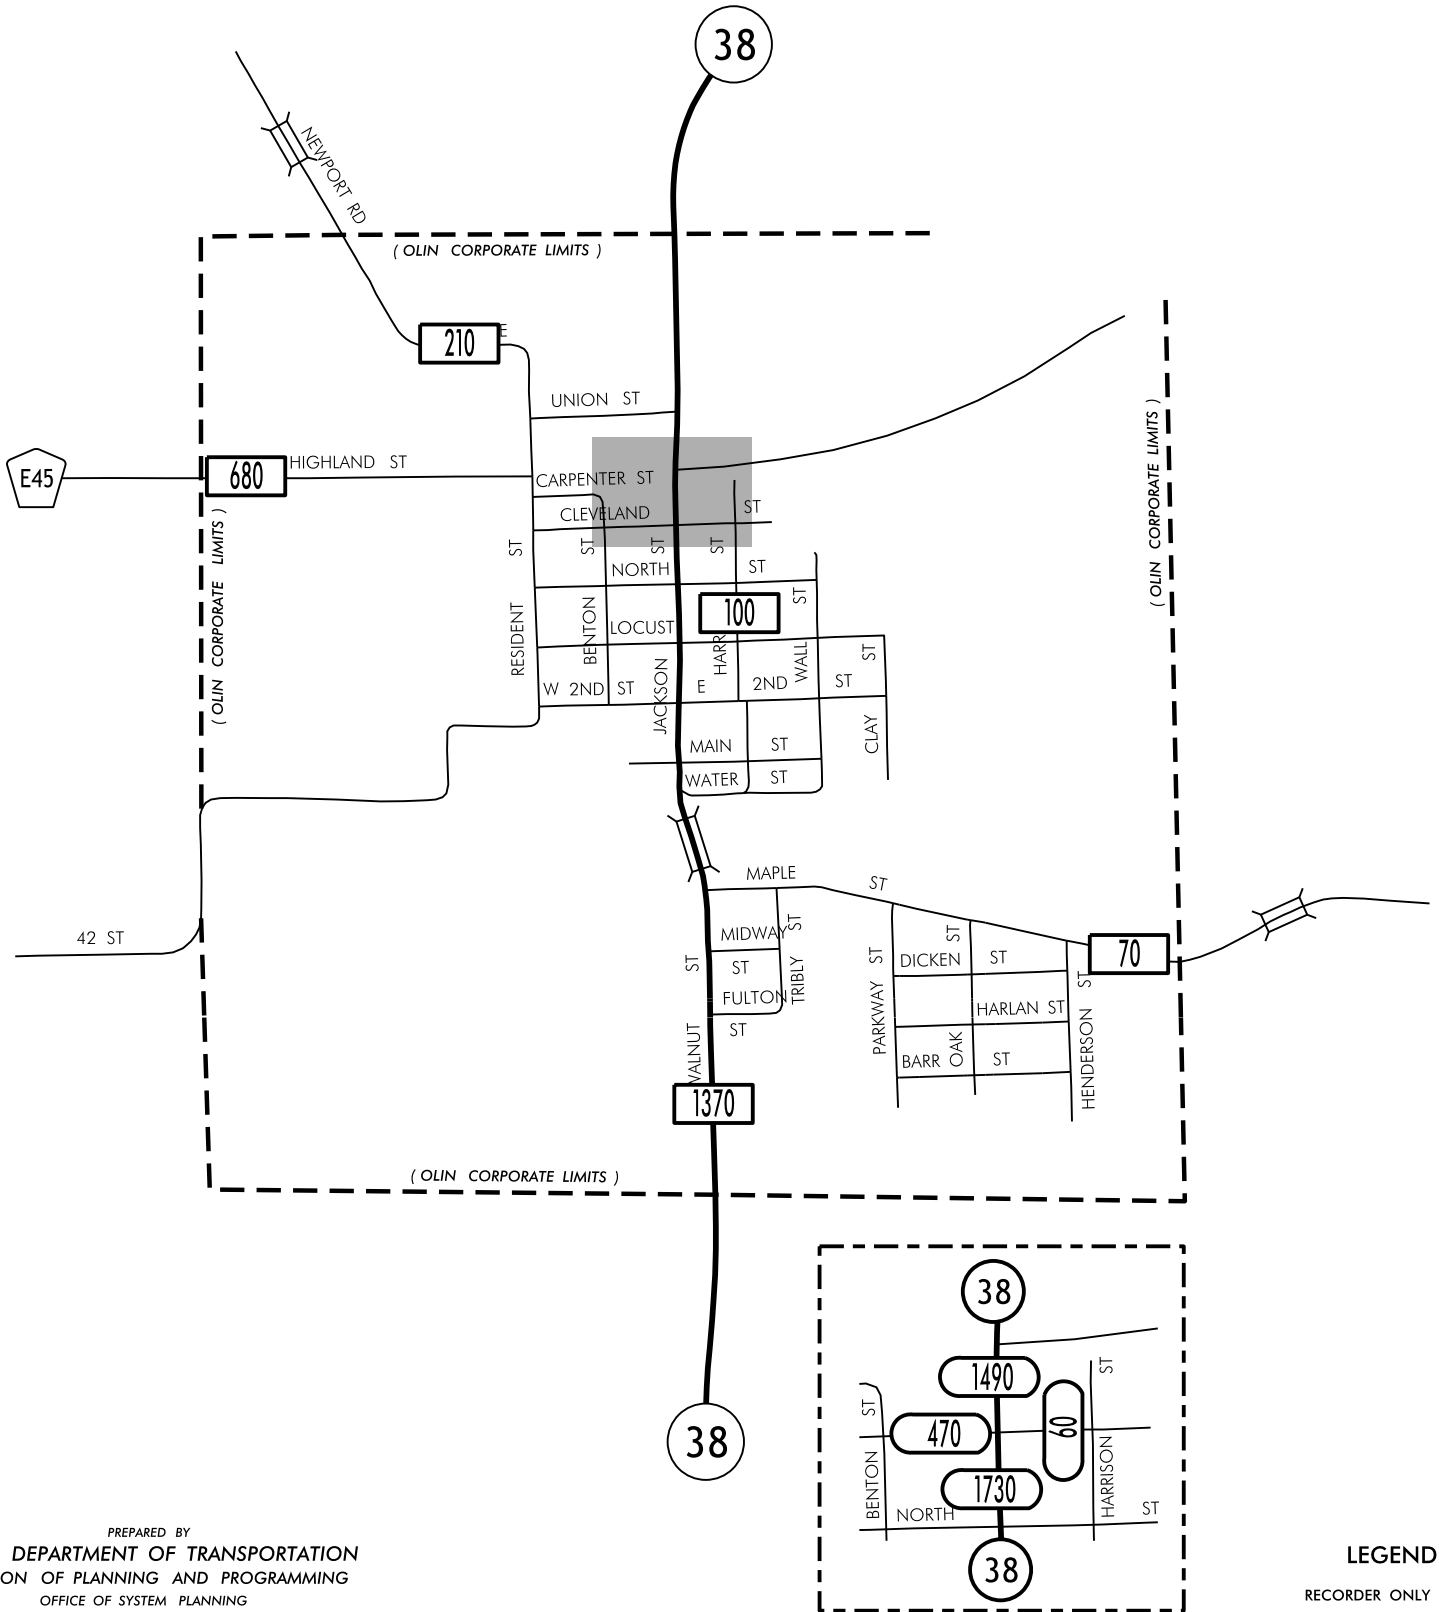 38
NEWPORT RD
( OLIN CORPORATE LIMITS )
210
E
UNION ST
( OLIN CORPORATE LIMITS )
E45
680
HIGHLAND ST
CARPENTER ST
CLEVELAND ST
( OLIN CORPORATE LIMITS )
RESIDENT ST
BENTON ST
JACKSON ST
HARR ST
NORTH ST
100
LOCUST
WALL ST
CLAY ST
W 2ND ST
E 2ND ST
MAIN ST
WATER ST
MAPLE ST
42 ST
MIDWAY ST
TRIBLY ST
FULTON ST
WALNUT ST
PARKWAY ST
DICKEN ST
OAK ST
HARLAN ST
BARR ST
HENDERSON ST
70
1370
( OLIN CORPORATE LIMITS )
38
38
1490
ST
470
60
BENTON ST
HARRISON
1730
NORTH ST
38
PREPARED BY
DEPARTMENT OF TRANSPORTATION
ON OF PLANNING AND PROGRAMMING
OFFICE OF SYSTEM PLANNING
LEGEND
RECORDER ONLY